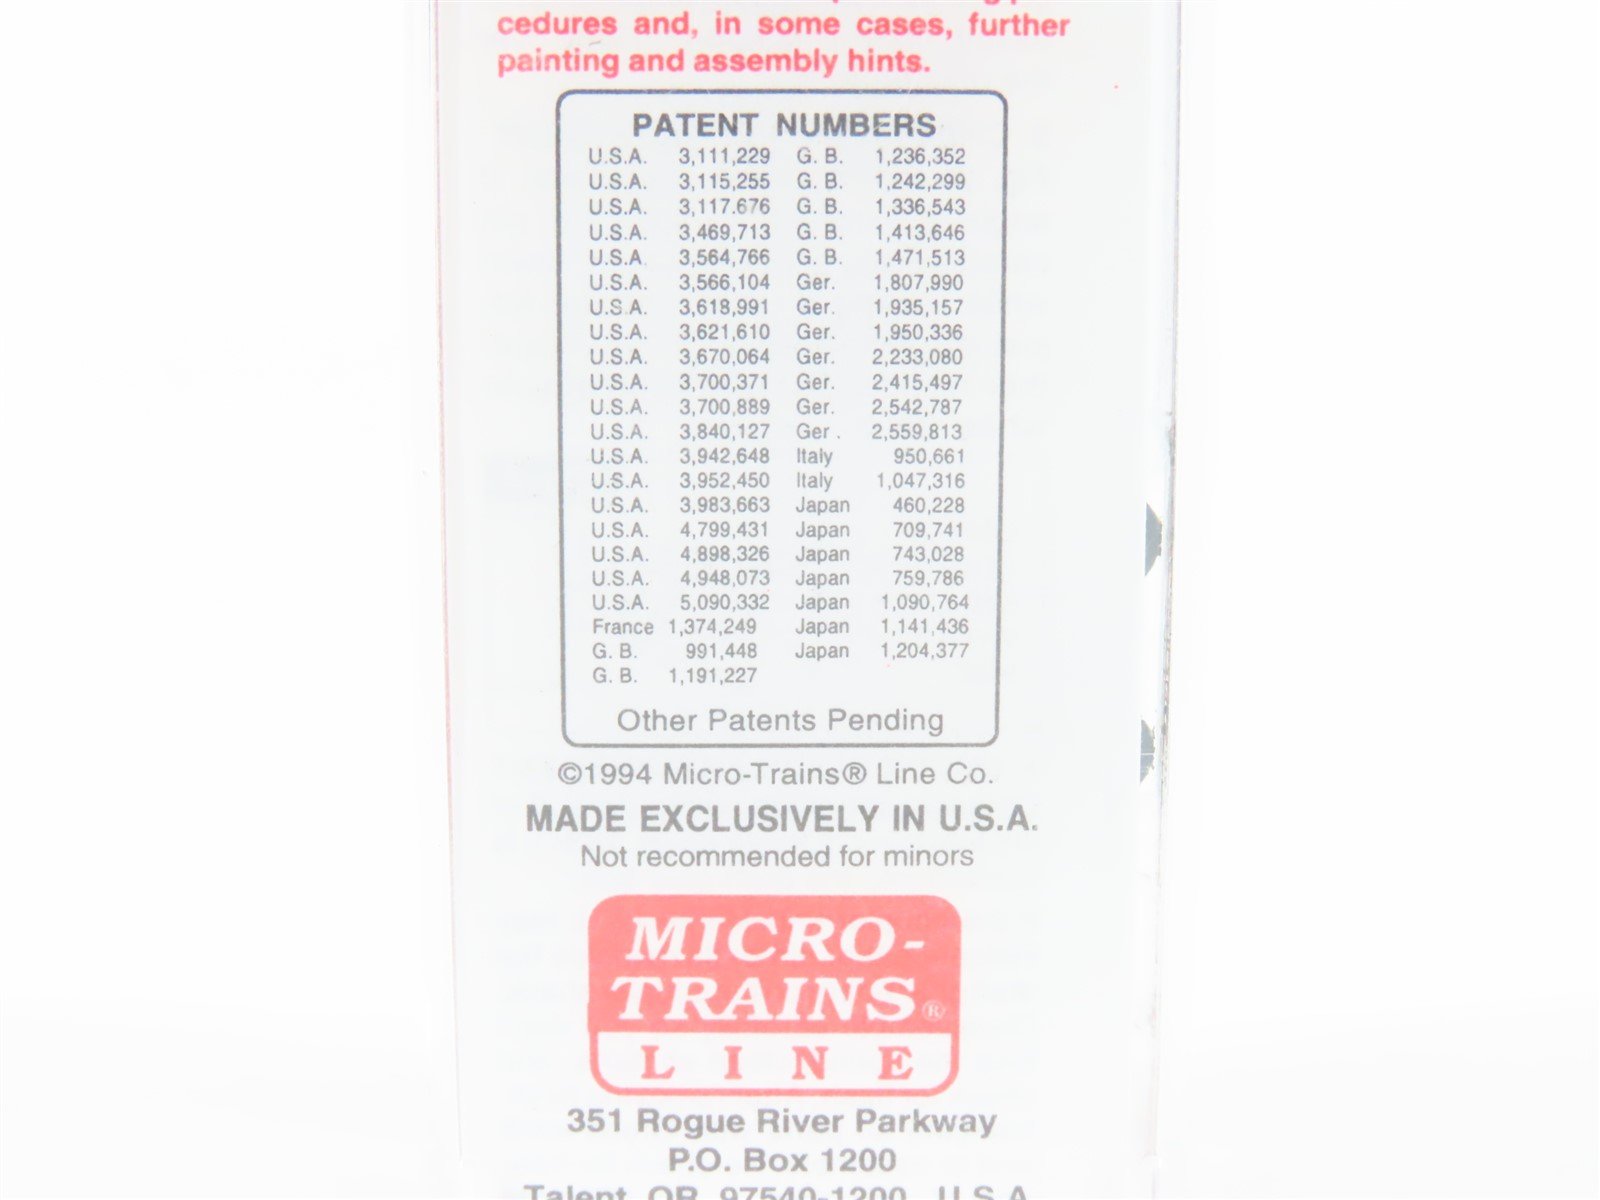 cedures and, in some cases, further
painting and assembly hints.
PATENT NUMBERS
U.S.A. 3,111,229 G. B. 1,236,352
U.S.A. 3,115,255 G. B. 1,242,299
U.S.A. 3,117.676 G. B. 1,336,543
U.S.A. 3,469,713 G. B. 1,413,646
U.S.A. 3,564,766 G. B. 1,471,513
U.S.A. 3,566,104 Ger. 1,807,990
U.S.A. 3,618,991 Ger. 1,935,157
U.S.A. 3,621,610 Ger. 1,950,336
U.S.A. 3,670,064 Ger. 2,233,080
U.S.A. 3,700,371 Ger. 2,415,497
U.S.A. 3,700,889 Ger. 2,542,787
U.S.A. 3,840,127 Ger . 2,559,813
U.S.A. 3,942,648 Italy 950,661
U.S.A. 3,952,450 Italy 1,047,316
U.S.A. 3,983,663 Japan 460,228
U.S.A. 4,799,431 Japan 709,741
U.S.A. 4,898,326 Japan 743,028
U.S.A. 4,948,073 Japan 759,786
U.S.A. 5,090,332 Japan 1,090,764
France 1,374,249 Japan 1,141,436
G. B. 991,448 Japan 1,204,377
G. B. 1,191,227
Other Patents Pending
©1994 Micro-Trains® Line Co.
MADE EXCLUSIVELY IN U.S.A.
Not recommended for minors
MICRO-
TRAINS®
LINE
351 Rogue River Parkway
P.O. Box 1200
Talent, OR 97540-1200 U.S.A.